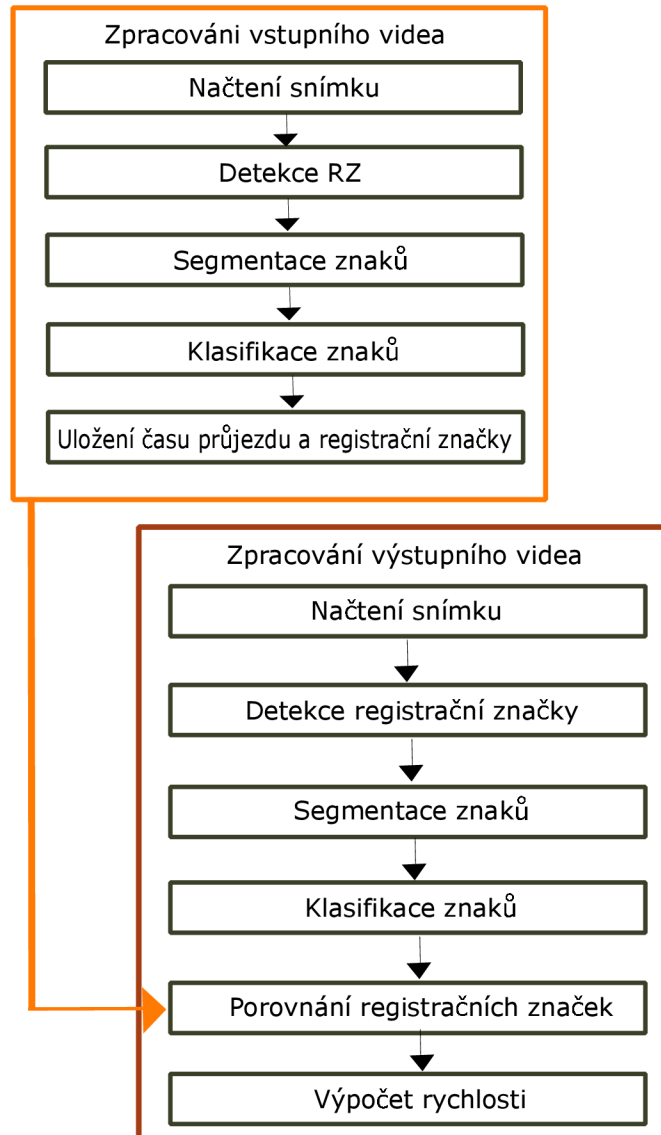 Zpracováni vstupního videa
Načtení snímku
Detekce RZ
Segmentace znaků
Klasifikace znaků
Uložení času průjezdu a registrační značky
Zpracování výstupního videa
Načtení snímku
Detekce registrační značky
Segmentace znaků
Klasifikace znaků
Porovnání registračních značek
Výpočet rychlosti